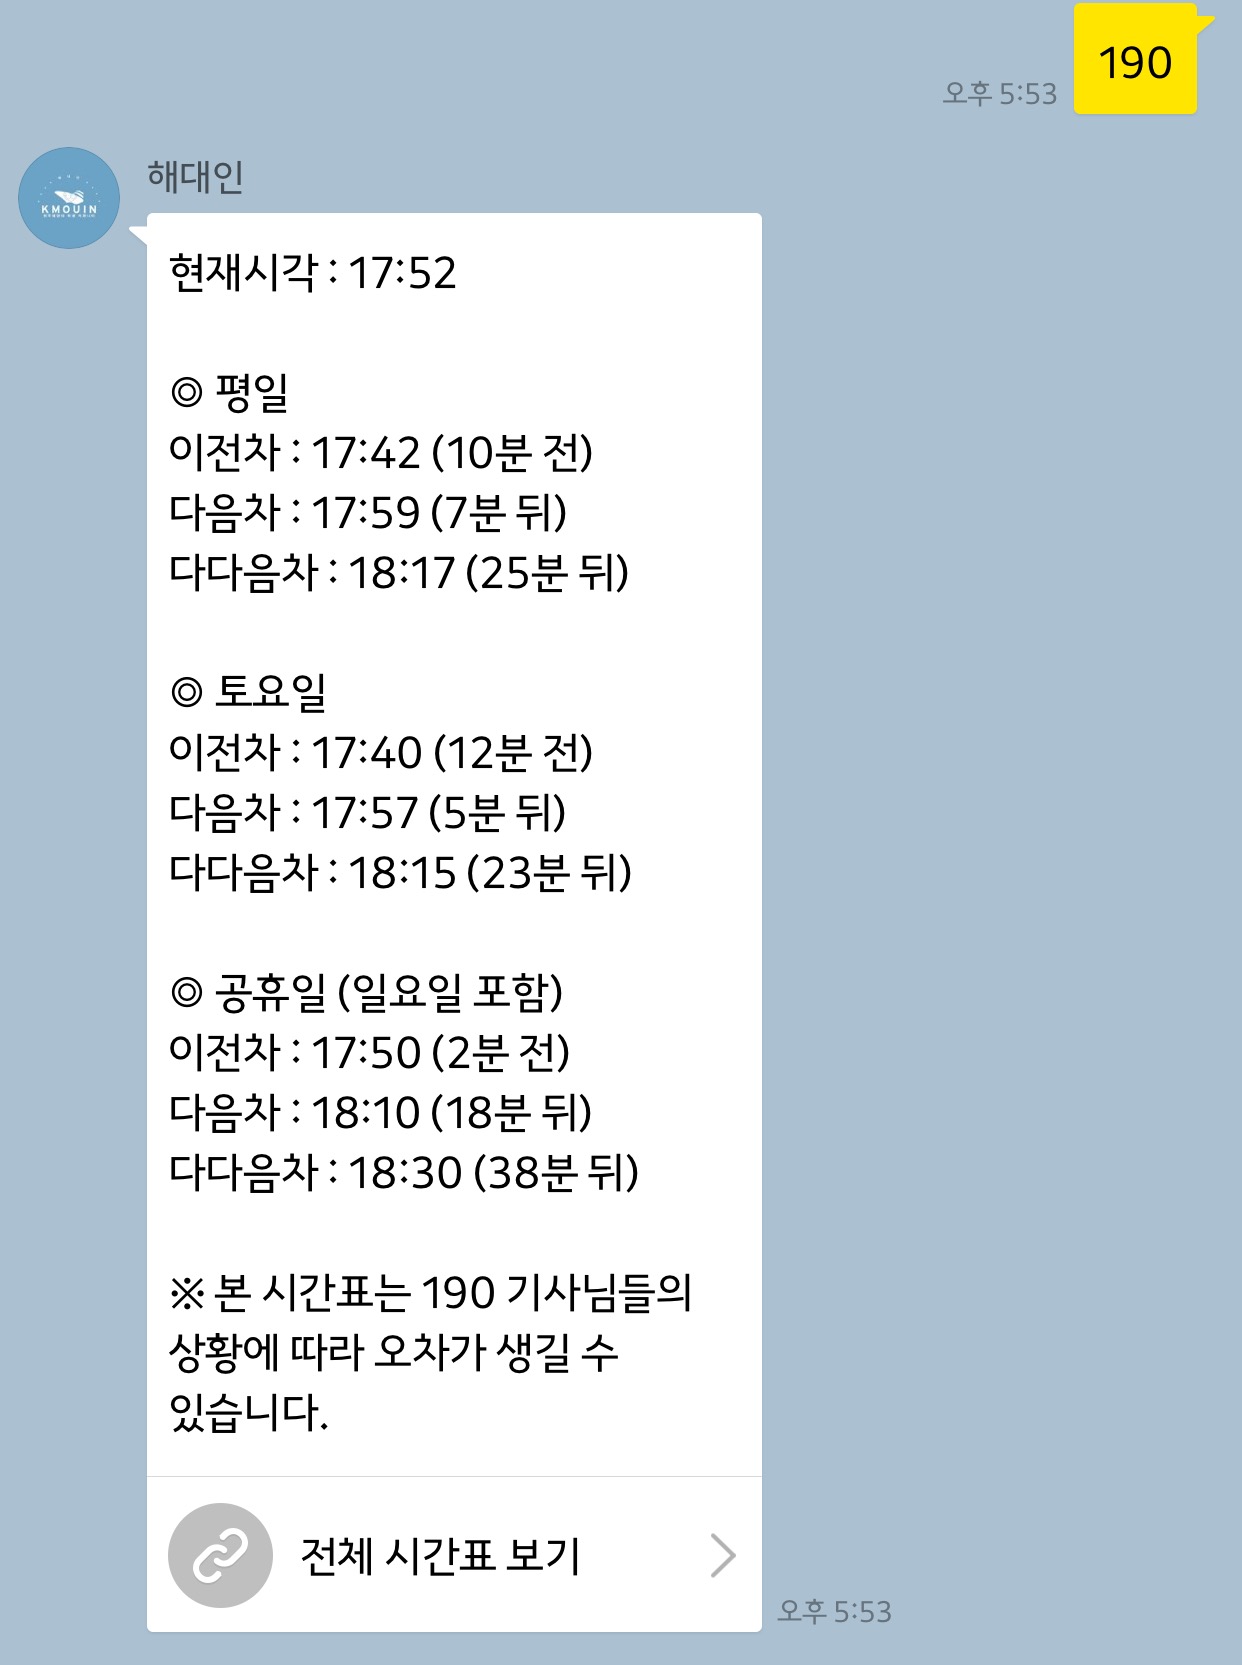 190
오후 5:53
해대인
KMOUIN
현재시각 : 17:52
◎ 평일
이전차 : 17:42 (10분 전)
다음차 : 17:59 (7분 뒤)
다다음차 : 18:17 (25분 뒤)
◎ 토요일
이전차 : 17:40 (12분 전)
다음차 : 17:57 (5분 뒤)
다다음차 : 18:15 (23분 뒤)
◎ 공휴일 (일요일 포함)
이전차 : 17:50 (2분 전)
다음차 : 18:10 (18분 뒤)
다다음차 : 18:30 (38분 뒤)
※ 본 시간표는 190 기사님들의
상황에 따라 오차가 생길 수
있습니다.
전체 시간표 보기
오후 5:53